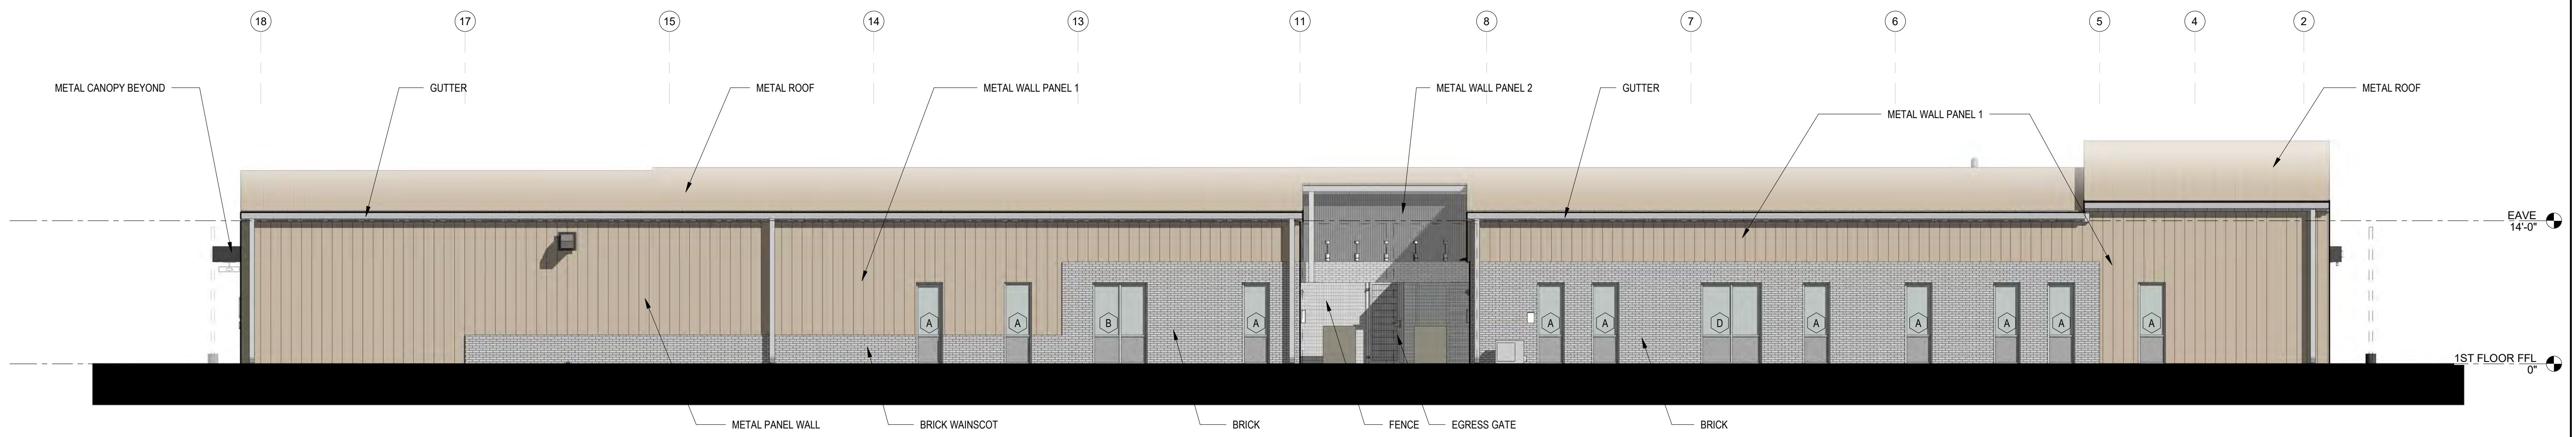 18
17
15
14
13
11
8
7
6
5
4
2
METAL CANOPY BEYOND
GUTTER
METAL ROOF
METAL WALL PANEL 1
METAL WALL PANEL 2
GUTTER
METAL WALL PANEL 1
METAL ROOF
EAVE
14'-0"
A
A
B
A
A
A
D
A
A
A
A
A
1ST FLOOR FFL
0"
METAL PANEL WALL
BRICK WAINSCOT
BRICK
FENCE
EGRESS GATE
BRICK